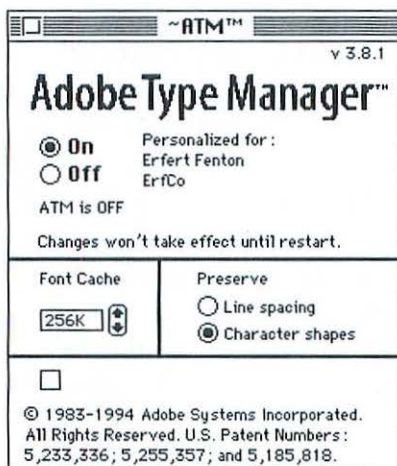 ~ATM™
v 3.8.1
Adobe Type Manager™
On
Off
Personalized for:
Erfert Fenton
ErfCo
ATM is OFF
Changes won't take effect until restart.
Font Cache
256K
Preserve
Line spacing
Character shapes
© 1983-1994 Adobe Systems Incorporated.
All Rights Reserved. U.S. Patent Numbers:
5,233,336; 5,255,357; and 5,185,818.